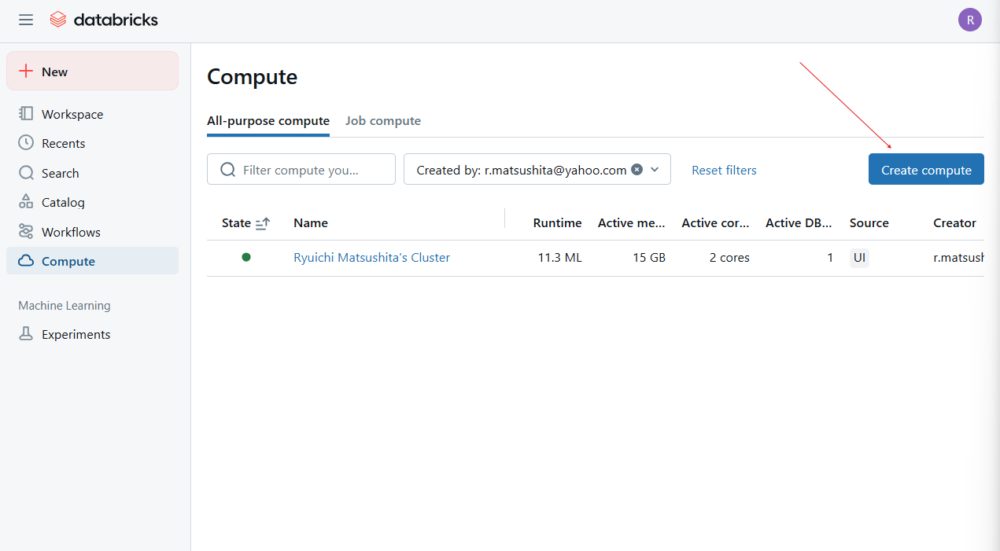 databricks
R
New
Workspace
Recents
Search
Catalog
Workflows
Compute
Machine Learning
Experiments
Compute
All-purpose compute Job compute
Filter compute you... Created by: r.matsushita@yahoo.com Reset filters Create compute
State Name Runtime Active me... Active cor... Active DB... Source Creator
Ryuichi Matsushita's Cluster 11.3 ML 15 GB 2 cores 1 UI r.matsush